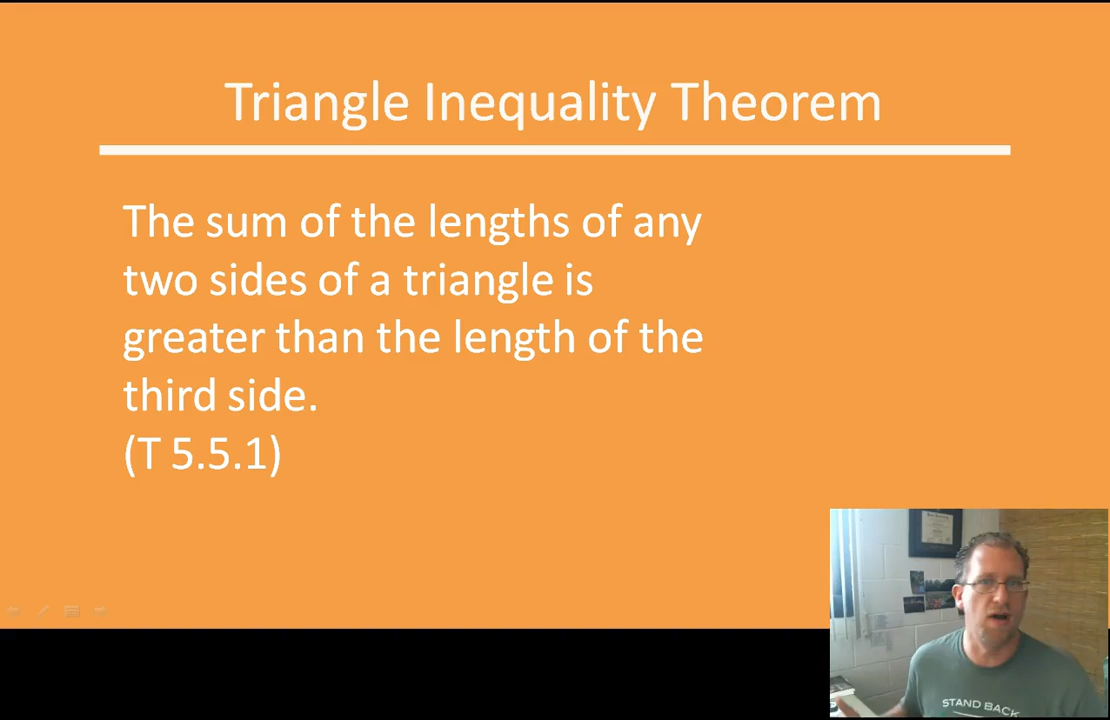 Triangle Inequality Theorem
The sum of the lengths of any
two sides of a triangle is
greater than the length of the
third side.
(T 5.5.1)
STAND BACK